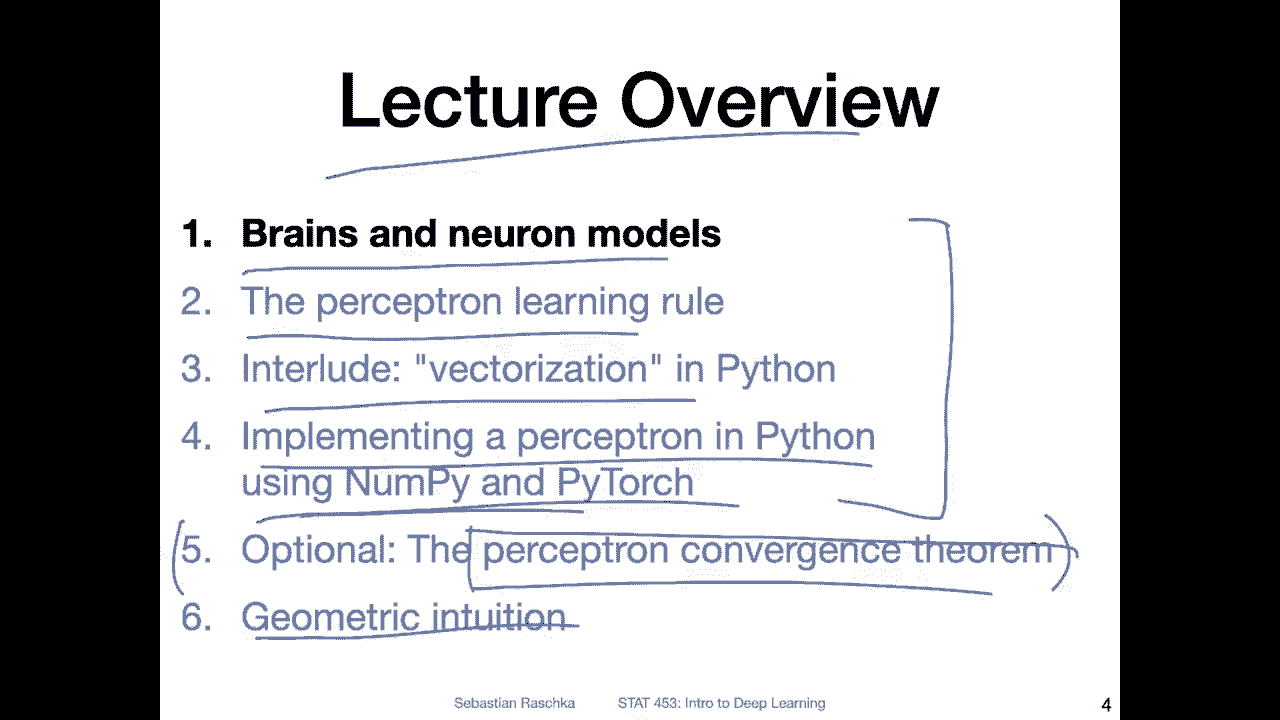 Lecture Overview
1. Brains and neuron models
2. The perceptron learning rule
3. Interlude: "vectorization" in Python
4. Implementing a perceptron in Python
using NumPy and PyTorch
5. Optional: The perceptron convergence theorem
6. Geometric intuition
Sebastian Raschka STAT 453: Intro to Deep Learning 4